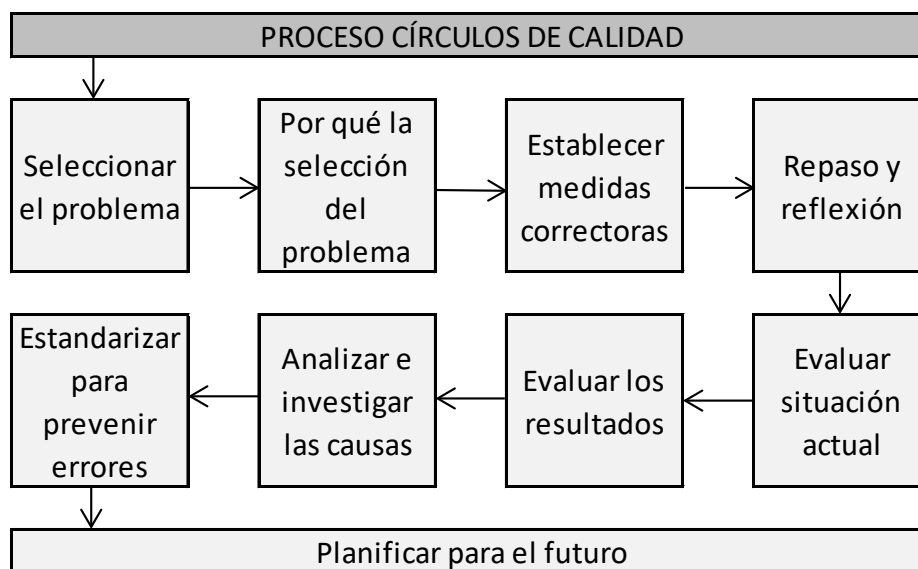 PROCESO CÍRCULOS DE CALIDAD
Seleccionar
el problema
Por qué la
selección
del
problema
Establecer
medidas
correctoras
Repaso y
reflexión
Estandarizar
para
prevenir
errores
Analizar e
investigar
las causas
Evaluar los
resultados
Evaluar
situación
actual
Planificar para el futuro